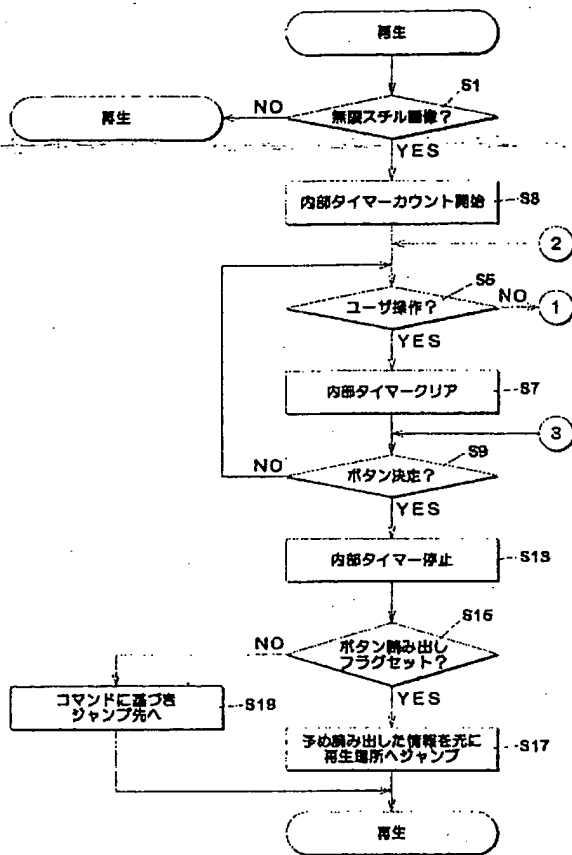 再生
S1
再生
NO
無限スチル画像?
YES
内部タイマーカウント開始
S3
2
S5
ユーザ操作?
NO
1
YES
内部タイマークリア
S7
3
S9
NO
ボタン決定?
YES
内部タイマー停止
S13
S15
NO
ボタン読み出し
フラグセット?
YES
コマンドに基づき
ジャンプ先へ
S19
予め読み出した情報を元に
再生場所へジャンプ
S17
再生